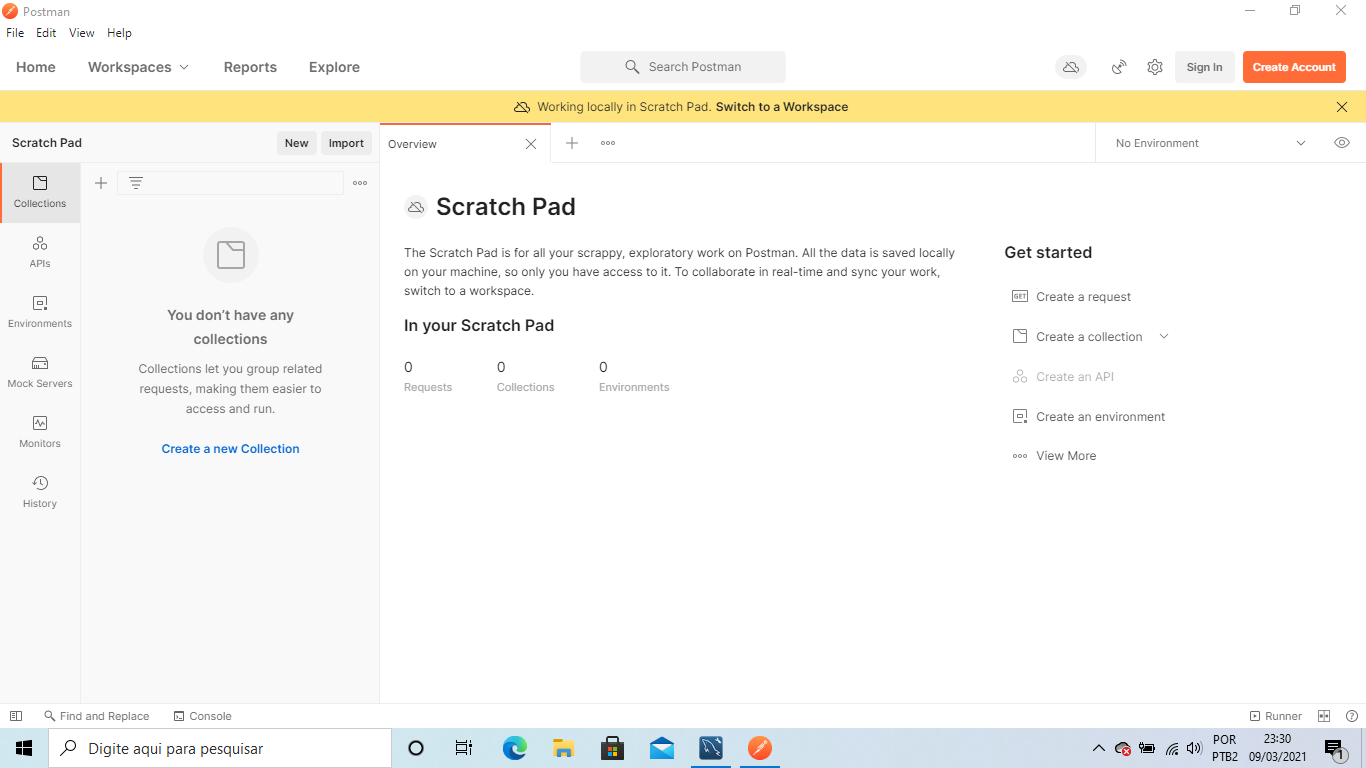 Postman
File Edit View Help
Home Workspaces Reports Explore Search Postman Sign In Create Account
Working locally in Scratch Pad. Switch to a Workspace
Scratch Pad New Import Overview No Environment
Collections
APIs
Environments
Mock Servers
Monitors
History
You don’t have any
collections
Collections let you group related
requests, making them easier to
access and run.
Create a new Collection
Scratch Pad
The Scratch Pad is for all your scrappy, exploratory work on Postman. All the data is saved locally
on your machine, so only you have access to it. To collaborate in real-time and sync your work,
switch to a workspace.
In your Scratch Pad
0 0 0
Requests Collections Environments
Get started
GET Create a request
Create a collection
Create an API
Create an environment
View More
Find and Replace Console Runner
Digite aqui para pesquisar
POR
PTB2
23:30
09/03/2021
1